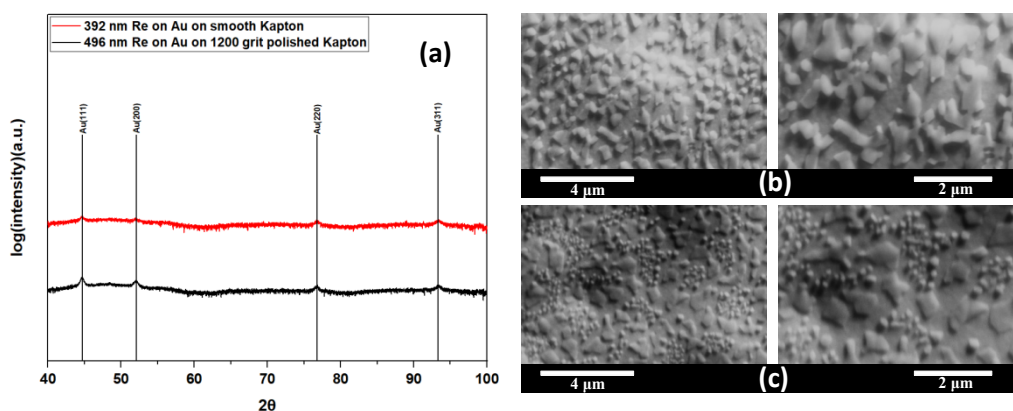 392 nm Re on Au on smooth Kapton
496 nm Re on Au on 1200 grit polished Kapton
(a)
Au(111)
Au(200)
Au(220)
Au(311)
log(intensity)(a.u.)
40 50 60 70 80 90 100
2θ
4 μm
(b)
2 μm
4 μm
(c)
2 μm